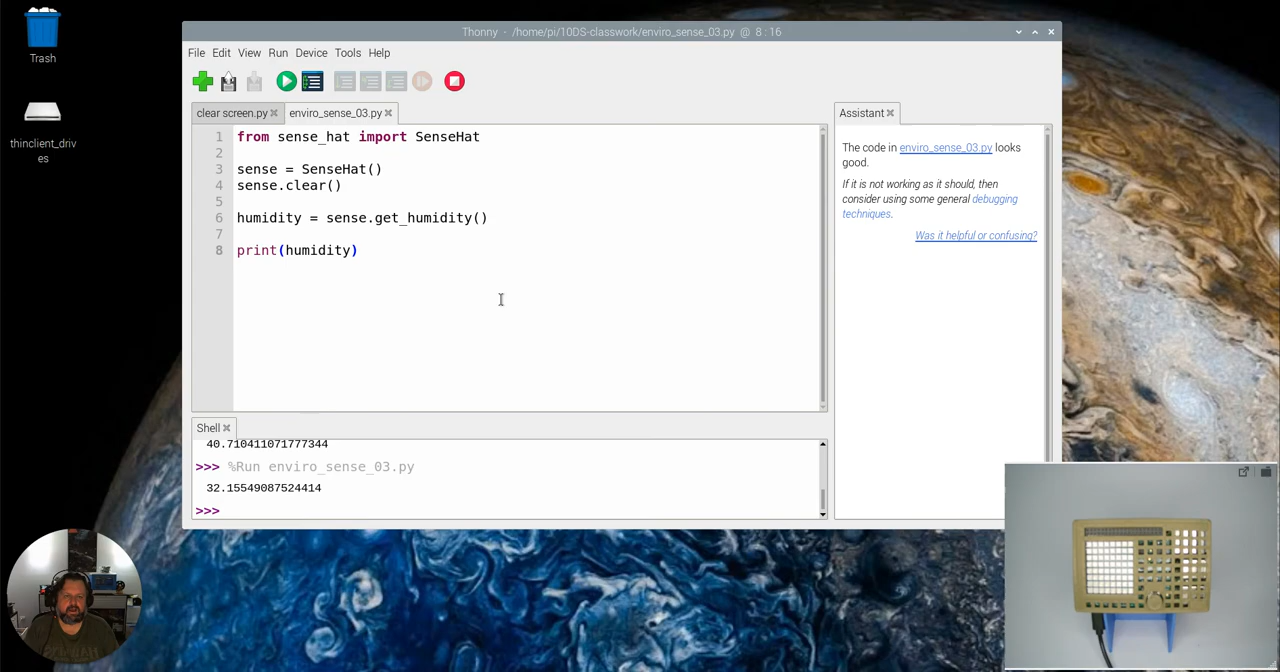 Trash
thinclient_driv
es
Thonny - /home/pi/10DS-classwork/enviro_sense_03.py @ 8 : 16
File Edit View Run Device Tools Help
clear screen.py
enviro_sense_03.py
1 from sense_hat import SenseHat
2
3 sense = SenseHat()
4 sense.clear()
5
6 humidity = sense.get_humidity()
7
8 print(humidity)
Assistant
The code in enviro_sense_03.py looks
good.
If it is not working as it should, then
consider using some general debugging
techniques.
Was it helpful or confusing?
Shell
40.710411071777344
>>> %Run enviro_sense_03.py
32.15549087524414
>>>